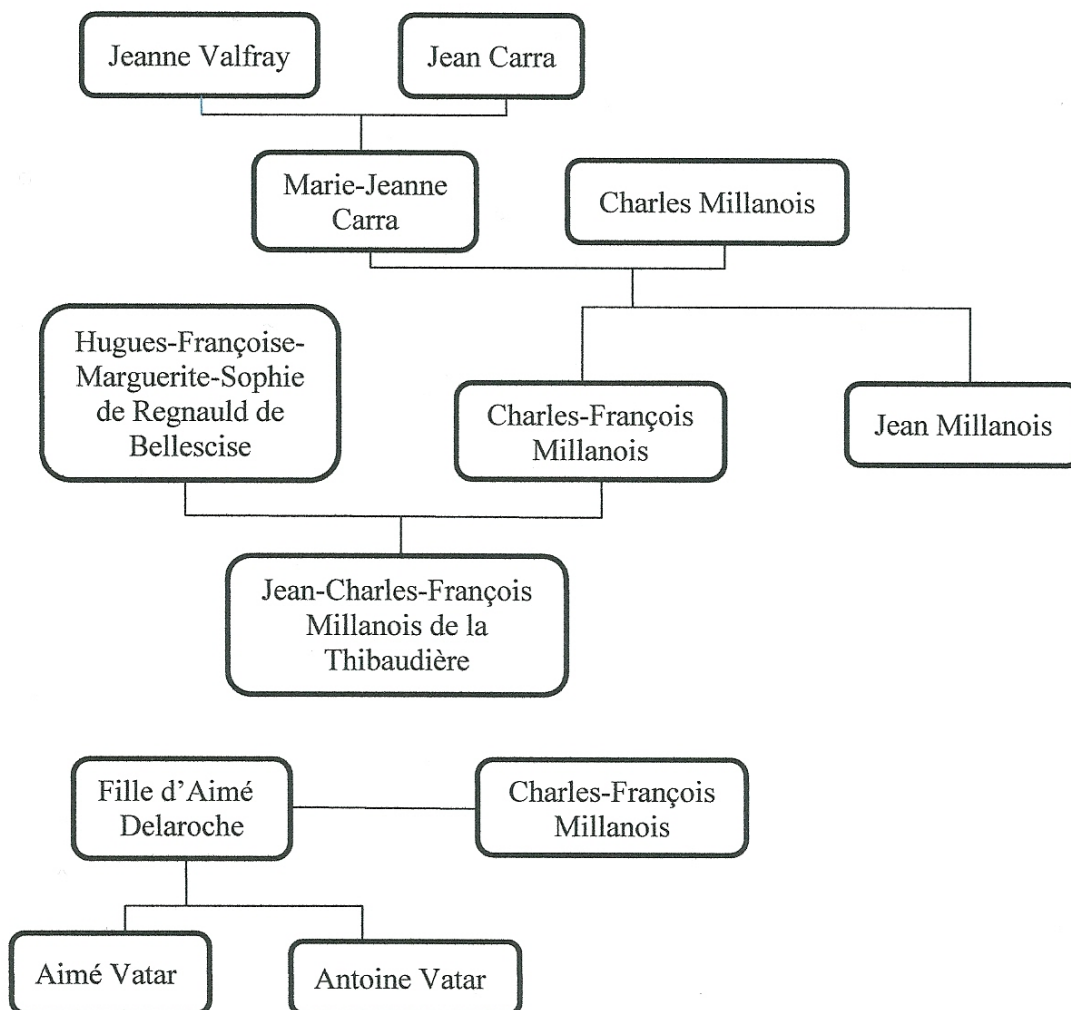 Jeanne Valfray
Jean Carra
Marie-Jeanne
Carra
Charles Millanois
Hugues-Françoise-
Marguerite-Sophie
de Regnauld de
Bellescise
Charles-François
Millanois
Jean Millanois
Jean-Charles-François
Millanois de la
Thibaudière
Fille d'Aimé
Delaroche
Charles-François
Millanois
Aimé Vatar
Antoine Vatar